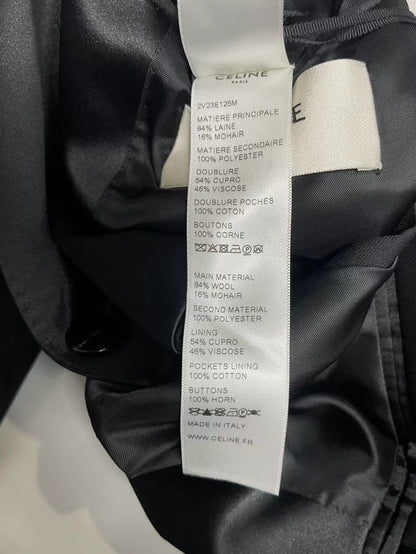 CELINE
PARIS
2V23E125M
MATIERE PRINCIPALE
84% LAINE
16% MOHAIR
MATIERE SECONDAIRE
100% POLYESTER
DOUBLURE
54% CUPRO
46% VISCOSE
DOUBLURE POCHES
100% COTON
BOUTONS
100% CORNE
MAIN MATERIAL
84% WOOL
16% MOHAIR
SECOND MATERIAL
100% POLYESTER
LINING
54% CUPRO
46% VISCOSE
POCKETS LINING
100% COTTON
BUTTONS
100% HORN
MADE IN ITALY
WWW.CELINE.FR
E